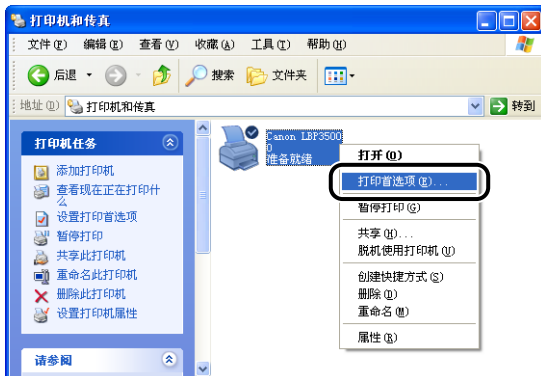 打印机和传真
文件(F) 编辑(E) 查看(V) 收藏(A) 工具(T) 帮助(H)
后退 搜索 文件夹
地址(D) 打印机和传真 转到
打印机任务
添加打印机
查看现在正在打印什
么
设置打印首选项
暂停打印
共享此打印机
重命名此打印机
删除此打印机
设置打印机属性
请参阅
Canon LBP3500
0
准备就绪
打开(O)
打印首选项(E)...
暂停打印(G)
共享(H)...
脱机使用打印机(U)
创建快捷方式(S)
删除(D)
重命名(M)
属性(R)